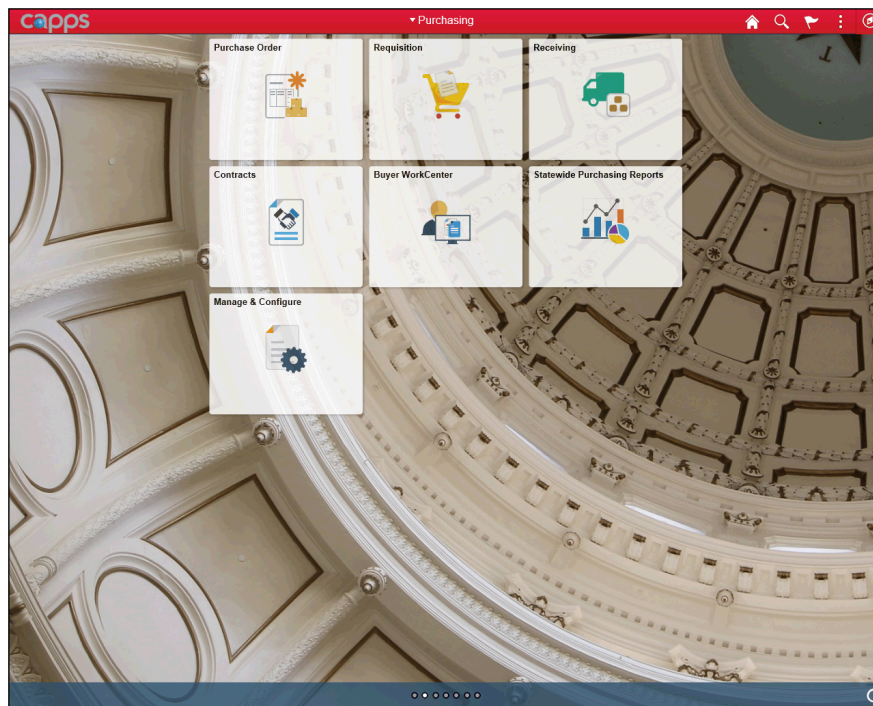 capps
Purchasing
Purchase Order
Requisition
Receiving
Contracts
Buyer WorkCenter
Statewide Purchasing Reports
Manage & Configure